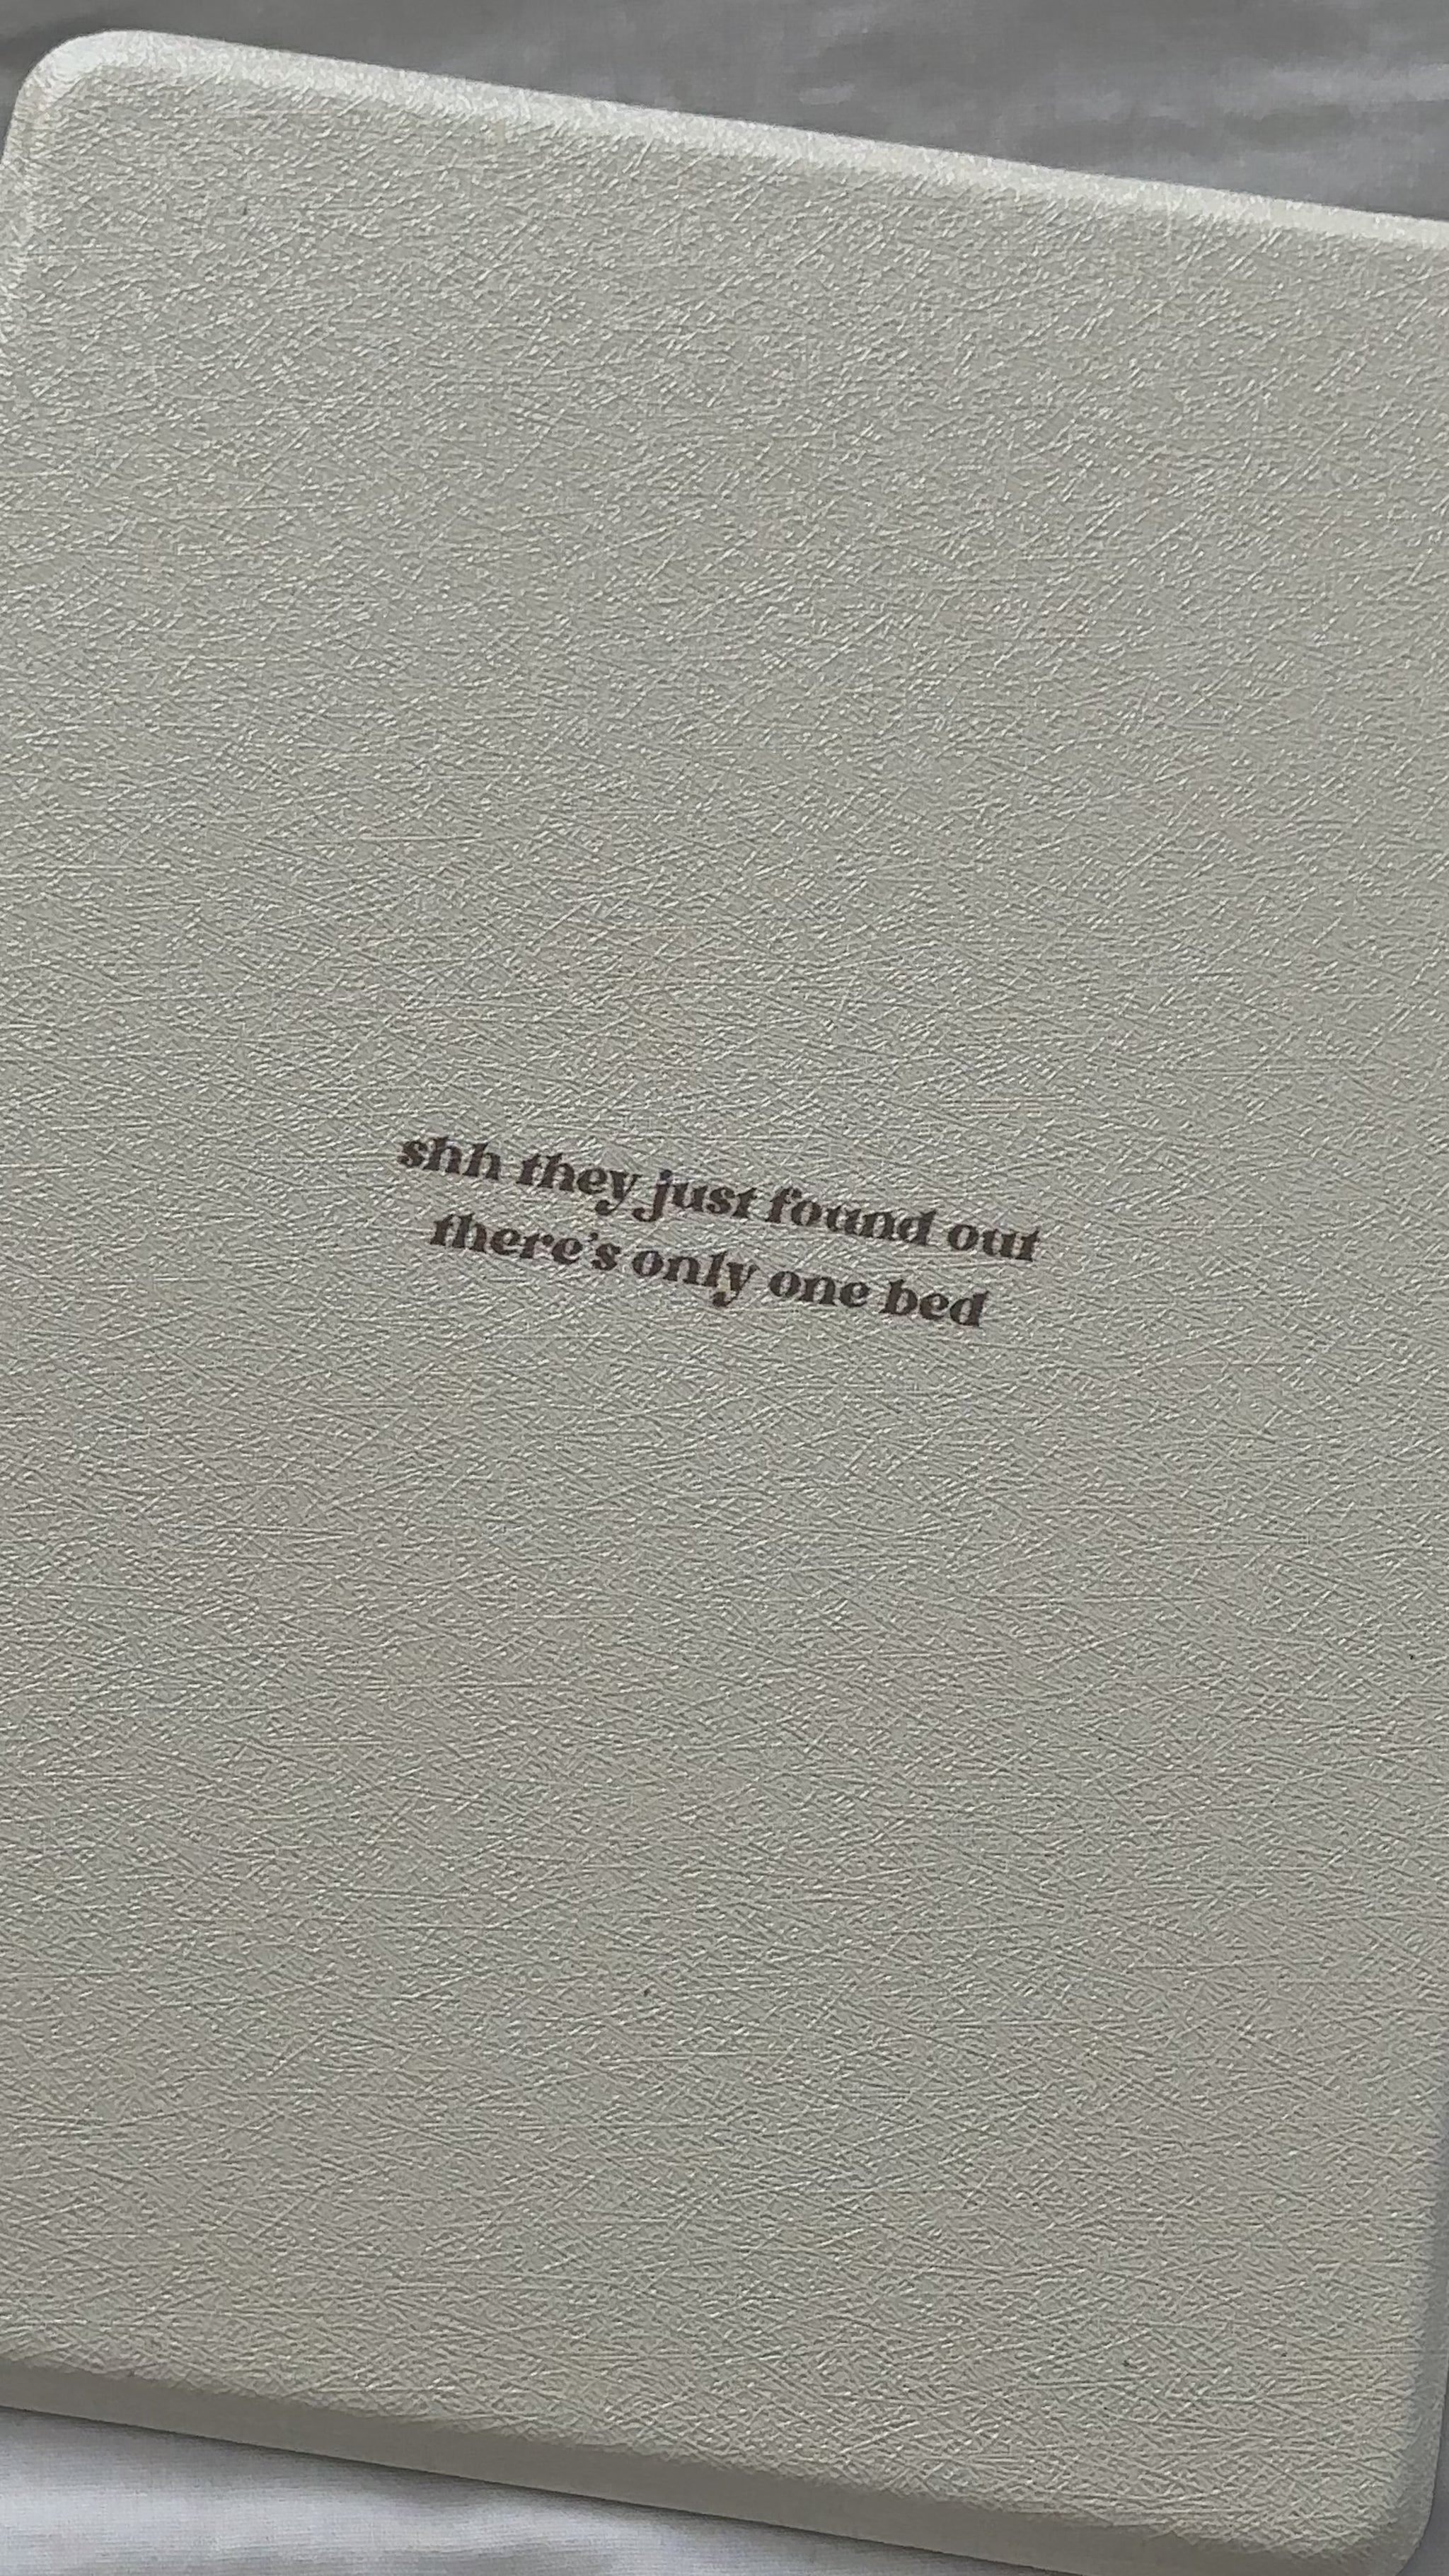 shh they just found out
there's only one bed